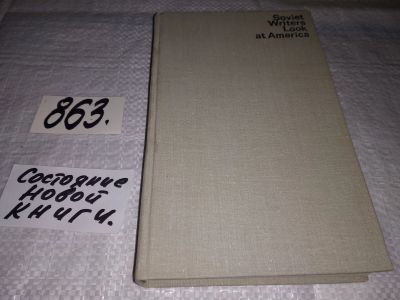 Soviet
Writers
Look
at America
863.
Состояние
Новой
книги.